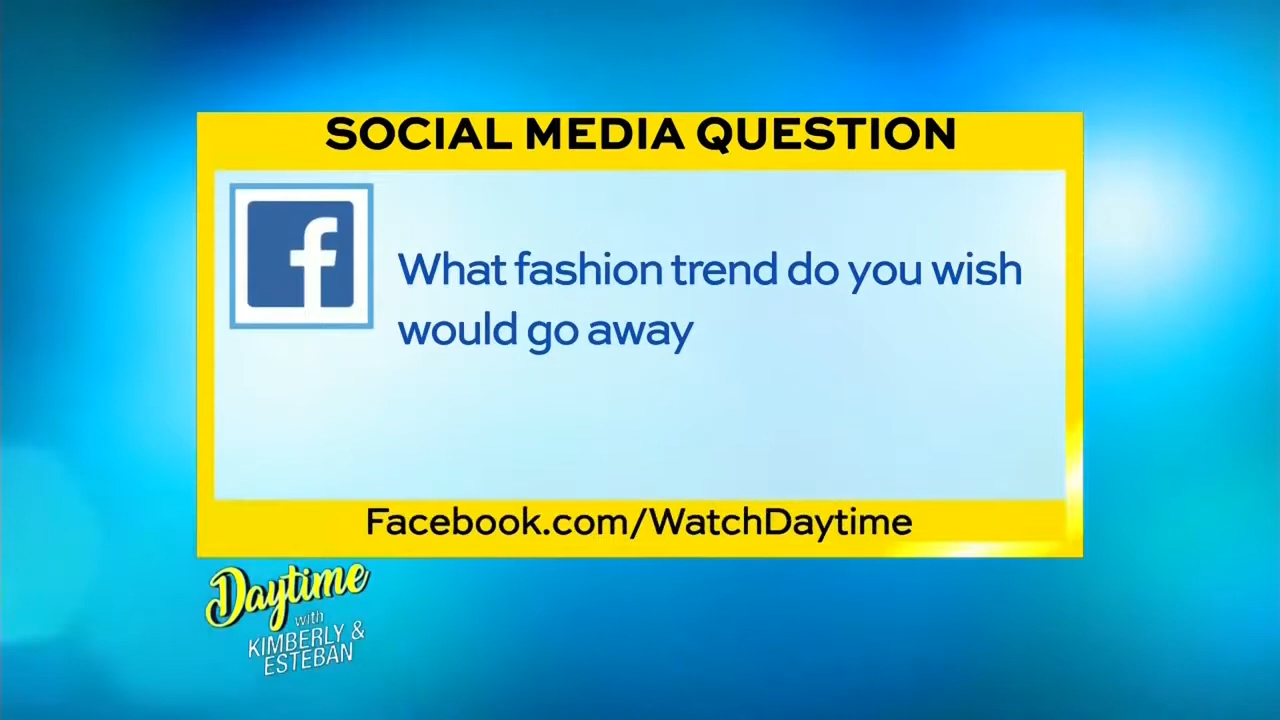 SOCIAL MEDIA QUESTION
f
What fashion trend do you wish
would go away
Facebook.com/WatchDaytime
Daytime
with
KIMBERLY &
ESTEBAN